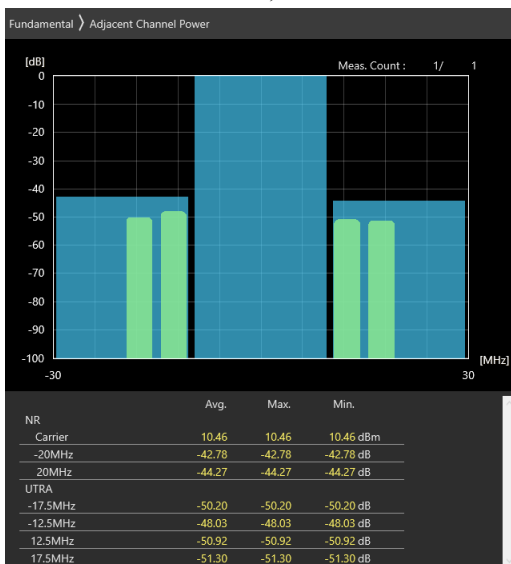 Fundamental 〉 Adjacent Channel Power
[dB]
Meas. Count : 1/ 1
0
-10
-20
-30
-40
-50
-60
-70
-80
-90
-100
[MHz]
-30 30
Avg. Max. Min.
NR
Carrier 10.46 10.46 10.46 dBm
-20MHz -42.78 -42.78 -42.78 dB
20MHz -44.27 -44.27 -44.27 dB
UTRA
-17.5MHz -50.20 -50.20 -50.20 dB
-12.5MHz -48.03 -48.03 -48.03 dB
12.5MHz -50.92 -50.92 -50.92 dB
17.5MHz -51.30 -51.30 -51.30 dB